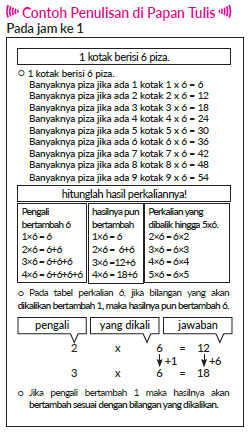 Contoh Penulisan di Papan Tulis
Pada jam ke 1
1 kotak berisi 6 piza.
1 kotak berisi 6 piza.
Banyaknya piza jika ada 1 kotak 1 x 6 = 6
Banyaknya piza jika ada 2 kotak 2 x 6 = 12
Banyaknya piza jika ada 3 kotak 3 x 6 = 18
Banyaknya piza jika ada 4 kotak 4 x 6 = 24
Banyaknya piza jika ada 5 kotak 5 x 6 = 30
Banyaknya piza jika ada 6 kotak 6 x 6 = 36
Banyaknya piza jika ada 7 kotak 7 x 6 = 42
Banyaknya piza jika ada 8 kotak 8 x 6 = 48
Banyaknya piza jika ada 9 kotak 9 x 6 = 54
hitunglah hasil perkaliannya!
Pengali
bertambah 6
1×6 = 6
2×6 = 6+6
3×6 = 6+6+6
4×6 = 6+6+6+6
hasilnya pun
bertambah
1×6 = 6
2×6 = 6+6
3×6 =12+6
4×6 = 18+6
Perkalian yang
dibalik hingga 5x6.
2×6 = 6×2
3×6 = 6×3
4×6 = 6×4
5×6 = 6×5
Pada tabel perkalian 6, jika bilangan yang akan
dikalikan bertambah 1, maka hasilnya pun bertambah 6.
pengali yang dikali jawaban
2 x 6 = 12
+1 +6
3 x 6 = 18
Jika pengali bertambah 1 maka hasilnya akan
bertambah sesuai dengan bilangan yang dikalikan.